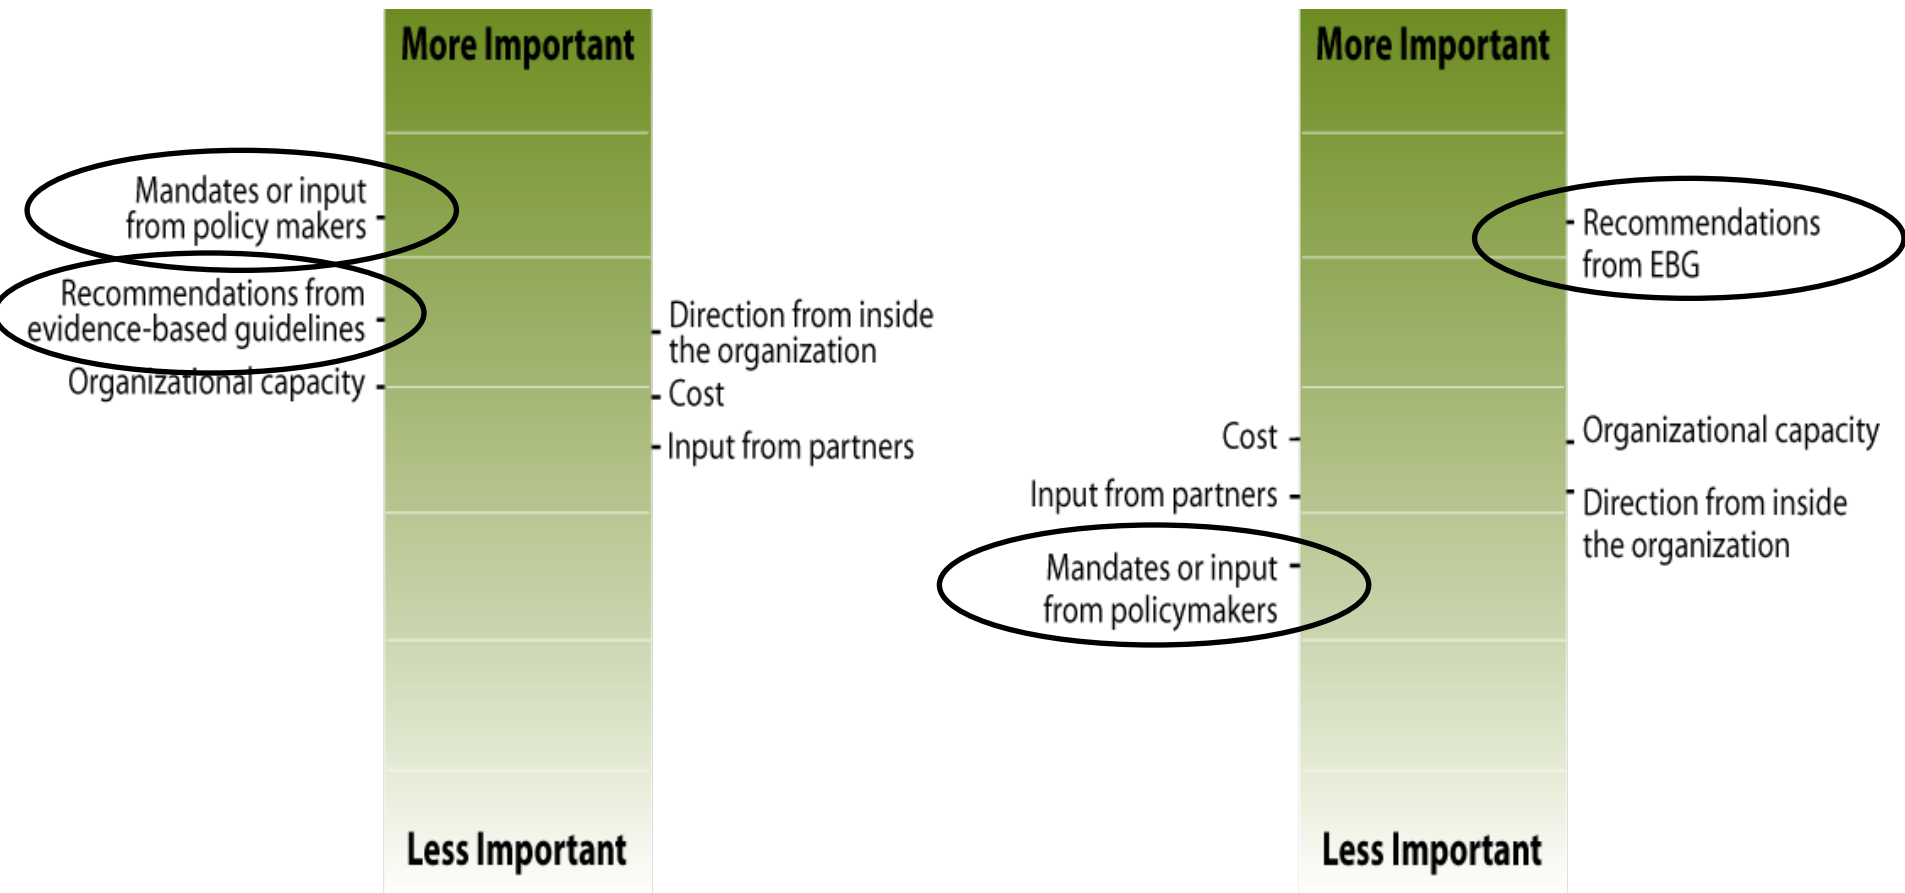 More Important
Mandates or input
from policy makers
Recommendations from
evidence-based guidelines
Organizational capacity
Direction from inside
the organization
Cost
Input from partners
Less Important
More Important
Recommendations
from EBG
Cost
Organizational capacity
Input from partners
Direction from inside
the organization
Mandates or input
from policymakers
Less Important